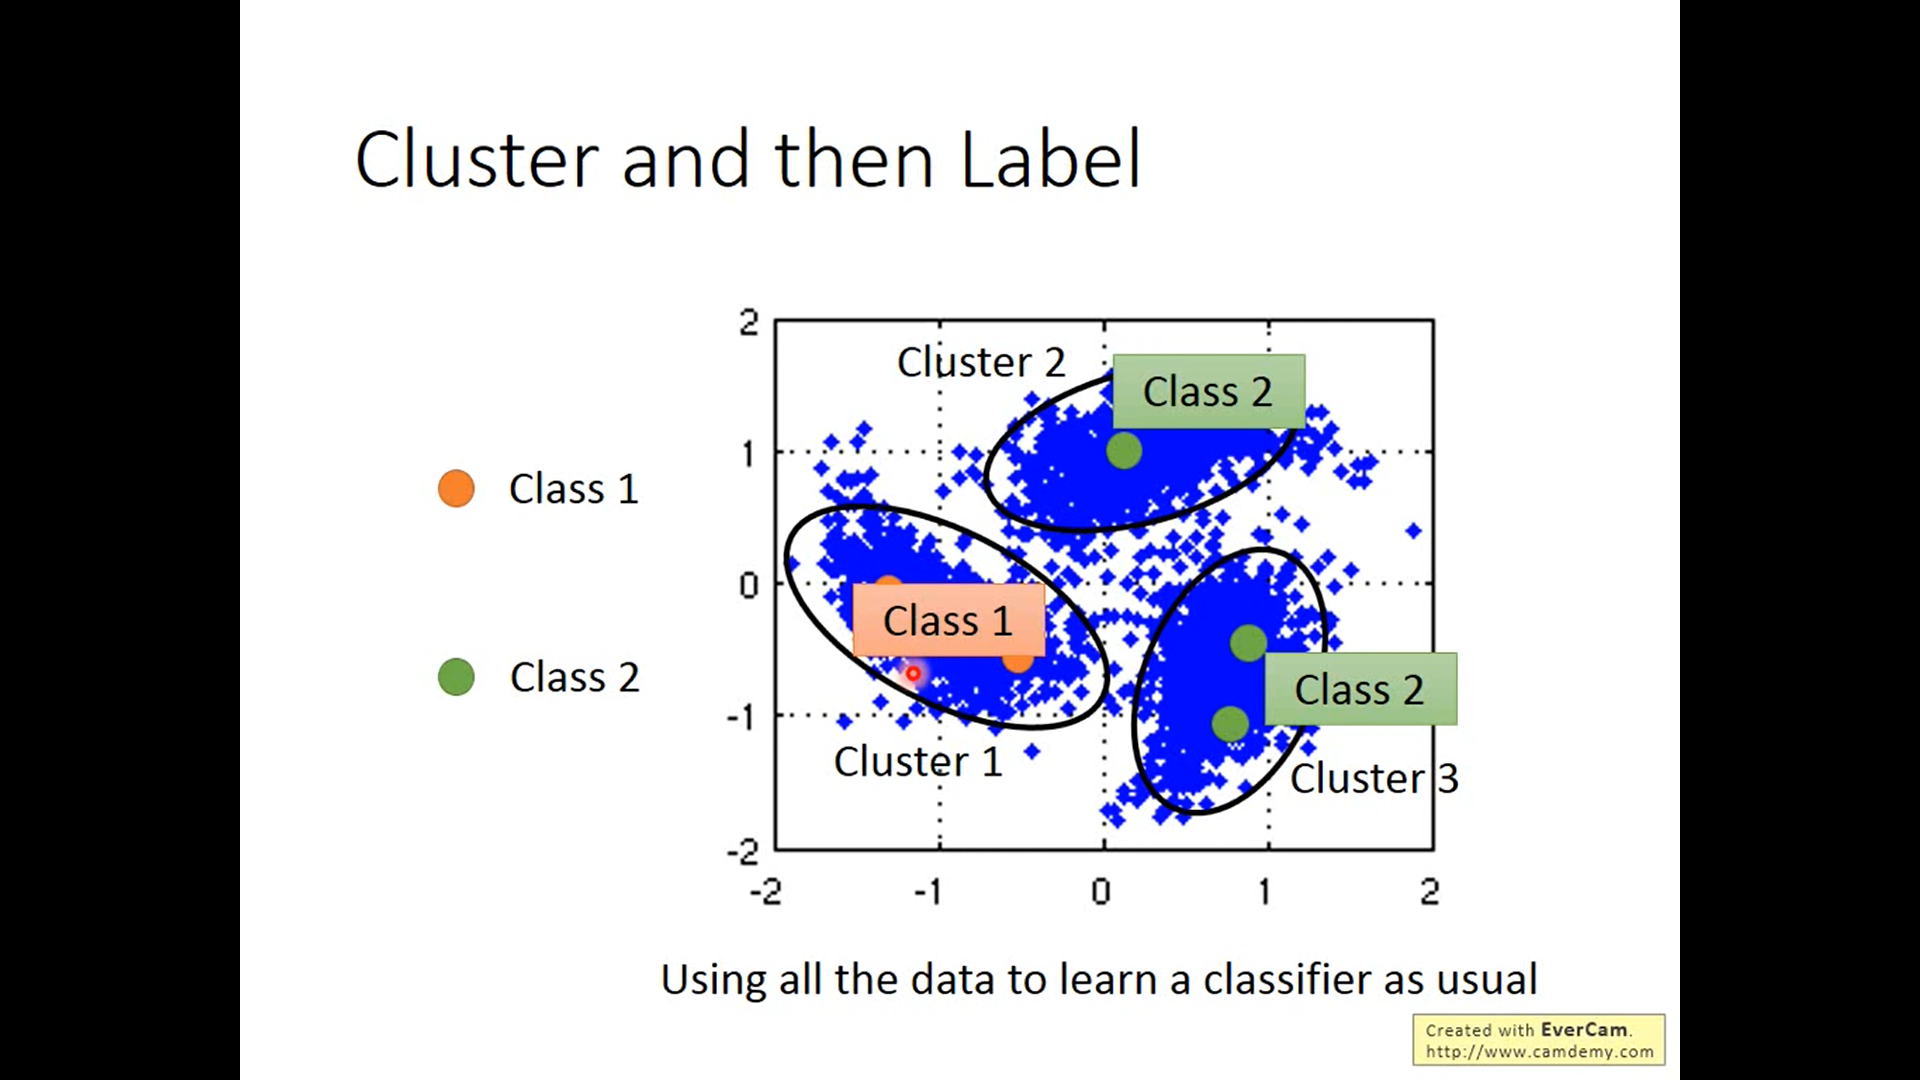 Cluster and then Label
2
Cluster 2
Class 2
1
Class 1
0
Class 1
Class 2
Class 2
-1
Cluster 1
Cluster 3
-2
-2
-1
0
1
2
Using all the data to learn a classifier as usual
Created with EverCam.
http://www.camdemy.com